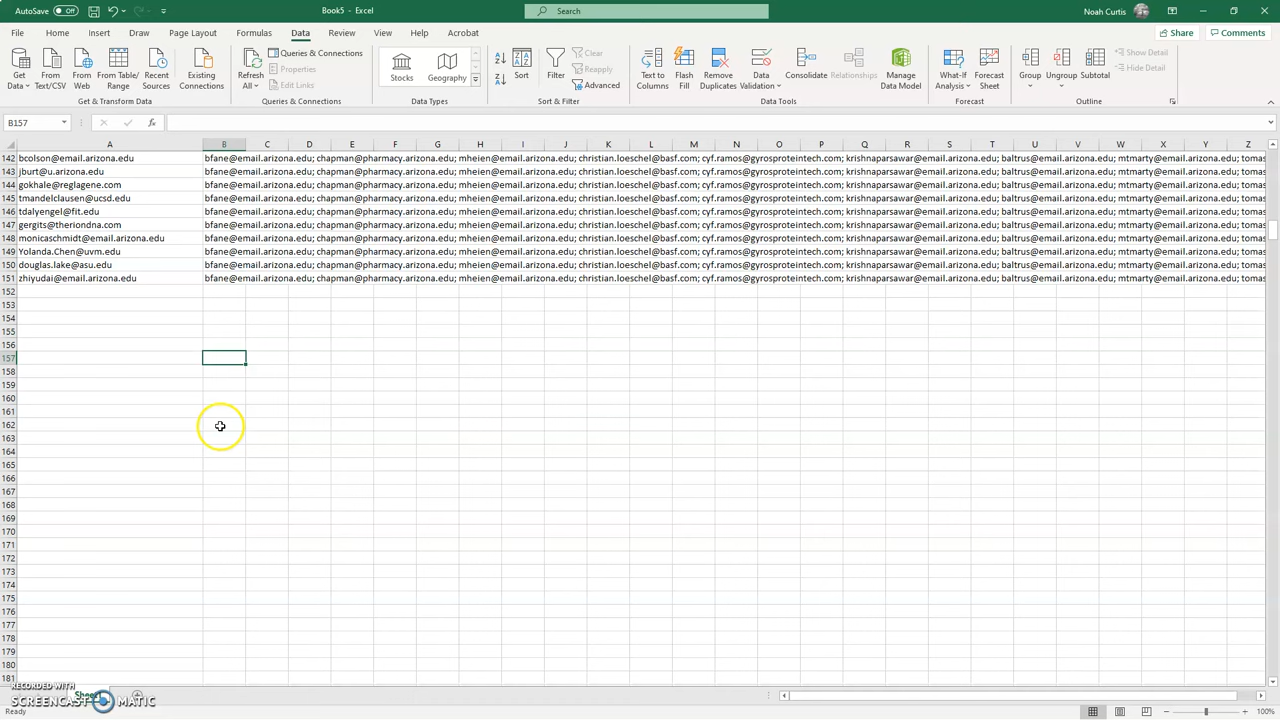 AutoSave Off Book5 - Excel Search Noah Curtis
File Home Insert Draw Page Layout Formulas Data Review View Help Acrobat Share Comments
Get Data From Text/CSV From Web From Table/Range Recent Sources Existing Connections Refresh All Queries & Connections Properties Edit Links Stocks Geography Sort Filter Clear Reapply Advanced Text to Columns Flash Fill Remove Duplicates Data Validation Consolidate Relationships Manage Data Model What-If Analysis Forecast Sheet Group Ungroup Subtotal Show Detail Hide Detail
Get & Transform Data Queries & Connections Data Types Sort & Filter Data Tools Forecast Outline
B157 fx
A B C D E F G H I J K L M N O P Q R S T U V W X Y Z
142 bcolson@email.arizona.edu bfane@email.arizona.edu; chapman@pharmacy.arizona.edu; mheien@email.arizona.edu; christian.loeschel@basf.com; cyf.ramos@gyrosproteintech.com; krishnaparsawar@email.arizona.edu; baltrus@email.arizona.edu; mtmarty@email.arizona.edu; tomas
143 jburt@u.arizona.edu bfane@email.arizona.edu; chapman@pharmacy.arizona.edu; mheien@email.arizona.edu; christian.loeschel@basf.com; cyf.ramos@gyrosproteintech.com; krishnaparsawar@email.arizona.edu; baltrus@email.arizona.edu; mtmarty@email.arizona.edu; tomas
144 gokhale@reglagene.com bfane@email.arizona.edu; chapman@pharmacy.arizona.edu; mheien@email.arizona.edu; christian.loeschel@basf.com; cyf.ramos@gyrosproteintech.com; krishnaparsawar@email.arizona.edu; baltrus@email.arizona.edu; mtmarty@email.arizona.edu; tomas
145 tmandelclausen@ucsd.edu bfane@email.arizona.edu; chapman@pharmacy.arizona.edu; mheien@email.arizona.edu; christian.loeschel@basf.com; cyf.ramos@gyrosproteintech.com; krishnaparsawar@email.arizona.edu; baltrus@email.arizona.edu; mtmarty@email.arizona.edu; tomas
146 tdalyengel@fit.edu bfane@email.arizona.edu; chapman@pharmacy.arizona.edu; mheien@email.arizona.edu; christian.loeschel@basf.com; cyf.ramos@gyrosproteintech.com; krishnaparsawar@email.arizona.edu; baltrus@email.arizona.edu; mtmarty@email.arizona.edu; tomas
147 gergits@theriondna.com bfane@email.arizona.edu; chapman@pharmacy.arizona.edu; mheien@email.arizona.edu; christian.loeschel@basf.com; cyf.ramos@gyrosproteintech.com; krishnaparsawar@email.arizona.edu; baltrus@email.arizona.edu; mtmarty@email.arizona.edu; tomas
148 monicaschmidt@email.arizona.edu bfane@email.arizona.edu; chapman@pharmacy.arizona.edu; mheien@email.arizona.edu; christian.loeschel@basf.com; cyf.ramos@gyrosproteintech.com; krishnaparsawar@email.arizona.edu; baltrus@email.arizona.edu; mtmarty@email.arizona.edu; tomas
149 Yolanda.Chen@uvm.edu bfane@email.arizona.edu; chapman@pharmacy.arizona.edu; mheien@email.arizona.edu; christian.loeschel@basf.com; cyf.ramos@gyrosproteintech.com; krishnaparsawar@email.arizona.edu; baltrus@email.arizona.edu; mtmarty@email.arizona.edu; tomas
150 douglas.lake@asu.edu bfane@email.arizona.edu; chapman@pharmacy.arizona.edu; mheien@email.arizona.edu; christian.loeschel@basf.com; cyf.ramos@gyrosproteintech.com; krishnaparsawar@email.arizona.edu; baltrus@email.arizona.edu; mtmarty@email.arizona.edu; tomas
151 zhiyudai@email.arizona.edu bfane@email.arizona.edu; chapman@pharmacy.arizona.edu; mheien@email.arizona.edu; christian.loeschel@basf.com; cyf.ramos@gyrosproteintech.com; krishnaparsawar@email.arizona.edu; baltrus@email.arizona.edu; mtmarty@email.arizona.edu; tomas
152
153
154
155
156
157
158
159
160
161
162
163
164
165
166
167
168
169
170
171
172
173
174
175
176
177
178
179
180
181
RECORDED WITH
SCREENCAST MATIC
Sheet1
Ready 100%